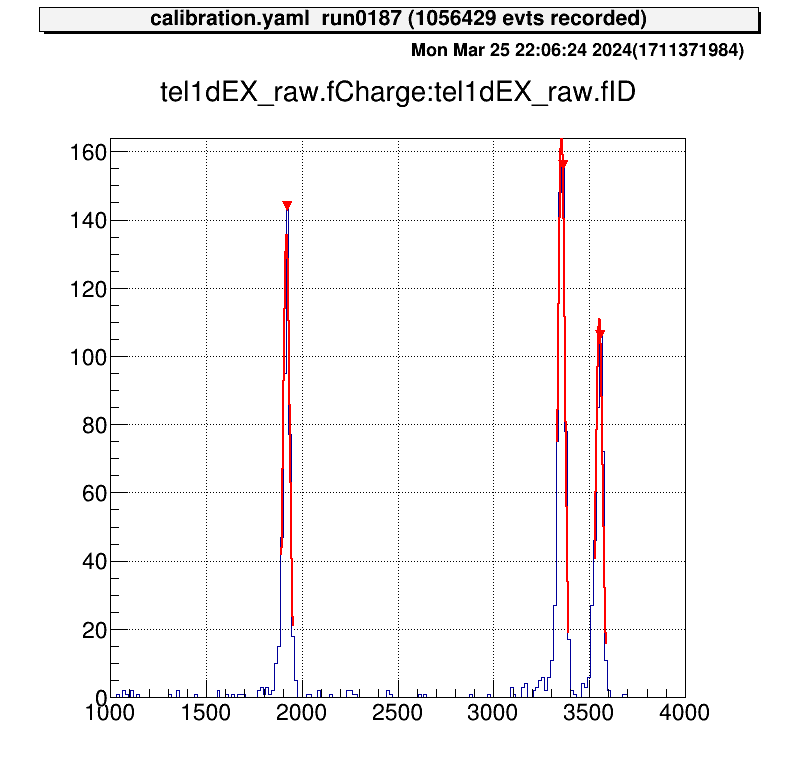 calibration.yaml  run0187 (1056429 evts recorded)
Mon Mar 25 22:06:24 2024(1711371984)
tel1dEX_raw.fCharge:tel1dEX_raw.fID
160
140
120
100
80
60
40
20
0
1000 1500 2000 2500 3000 3500 4000